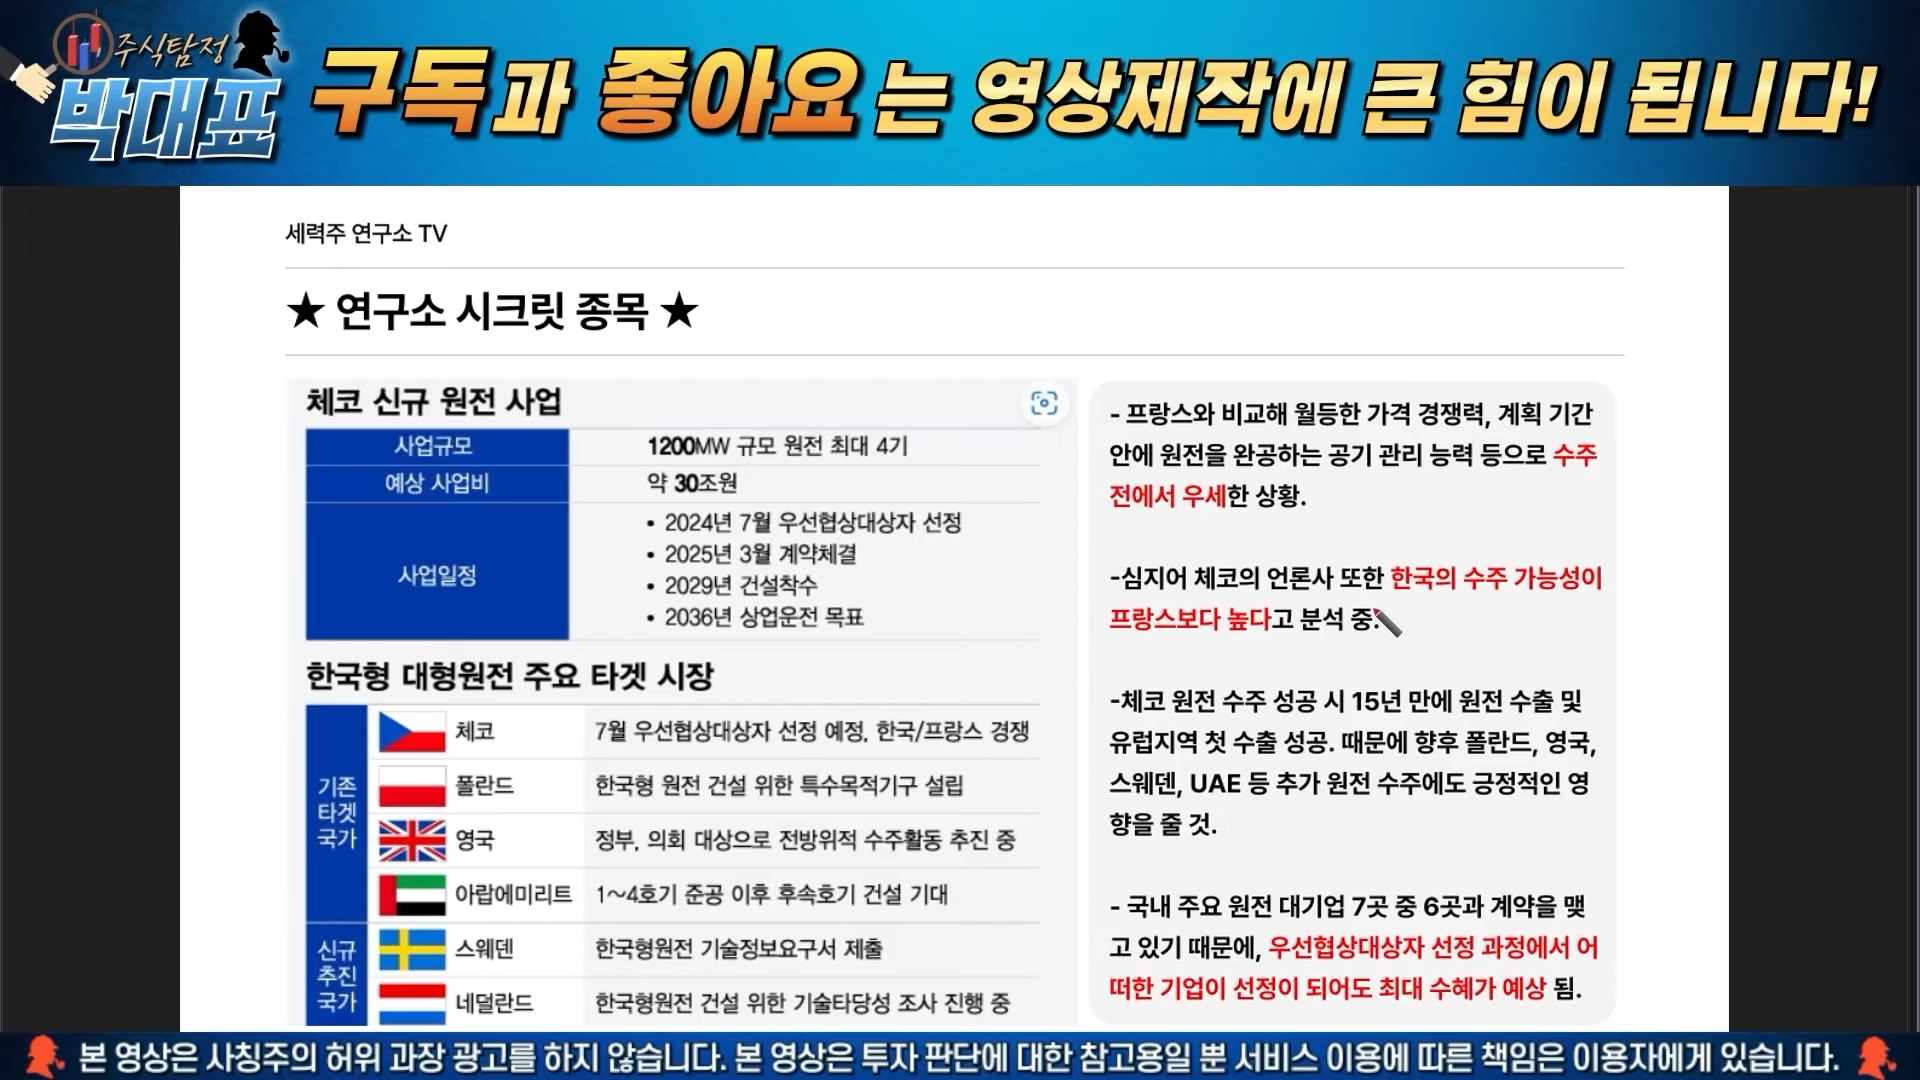 주식탐정
박대표
구독과 좋아요는 영상제작에 큰 힘이 됩니다!
세력주 연구소 TV
★ 연구소 시크릿 종목 ★
체코 신규 원전 사업
사업규모 1200MW 규모 원전 최대 4기
예상 사업비 약 30조원
사업일정
• 2024년 7월 우선협상대상자 선정
• 2025년 3월 계약체결
• 2029년 건설착수
• 2036년 상업운전 목표
한국형 대형원전 주요 타겟 시장
기존
타겟
국가
체코 7월 우선협상대상자 선정 예정, 한국/프랑스 경쟁
폴란드 한국형 원전 건설 위한 특수목적기구 설립
영국 정부, 의회 대상으로 전방위적 수주활동 추진 중
아랍에미리트 1~4호기 준공 이후 후속호기 건설 기대
신규
추진
국가
스웨덴 한국형원전 기술정보요구서 제출
네덜란드 한국형원전 건설 위한 기술타당성 조사 진행 중
- 프랑스와 비교해 월등한 가격 경쟁력, 계획 기간
안에 원전을 완공하는 공기 관리 능력 등으로 수주
전에서 우세한 상황.
-심지어 체코의 언론사 또한 한국의 수주 가능성이
프랑스보다 높다고 분석 중.
-체코 원전 수주 성공 시 15년 만에 원전 수출 및
유럽지역 첫 수출 성공. 때문에 향후 폴란드, 영국,
스웨덴, UAE 등 추가 원전 수주에도 긍정적인 영
향을 줄 것.
- 국내 주요 원전 대기업 7곳 중 6곳과 계약을 맺
고 있기 때문에, 우선협상대상자 선정 과정에서 어
떠한 기업이 선정이 되어도 최대 수혜가 예상 됨.
본 영상은 사칭주의 허위 과장 광고를 하지 않습니다. 본 영상은 투자 판단에 대한 참고용일 뿐 서비스 이용에 따른 책임은 이용자에게 있습니다.